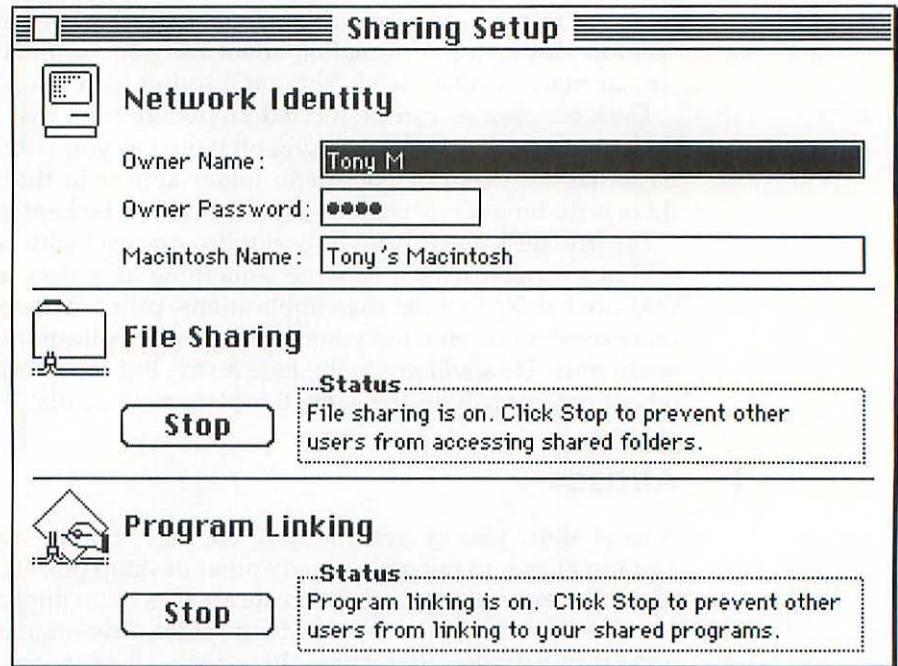 Sharing Setup
Network Identity
Owner Name:
Tony M
Owner Password:
••••
Macintosh Name:
Tony's Macintosh
File Sharing
Stop
Status
File sharing is on. Click Stop to prevent other
users from accessing shared folders.
Program Linking
Stop
Status
Program linking is on. Click Stop to prevent other
users from linking to your shared programs.